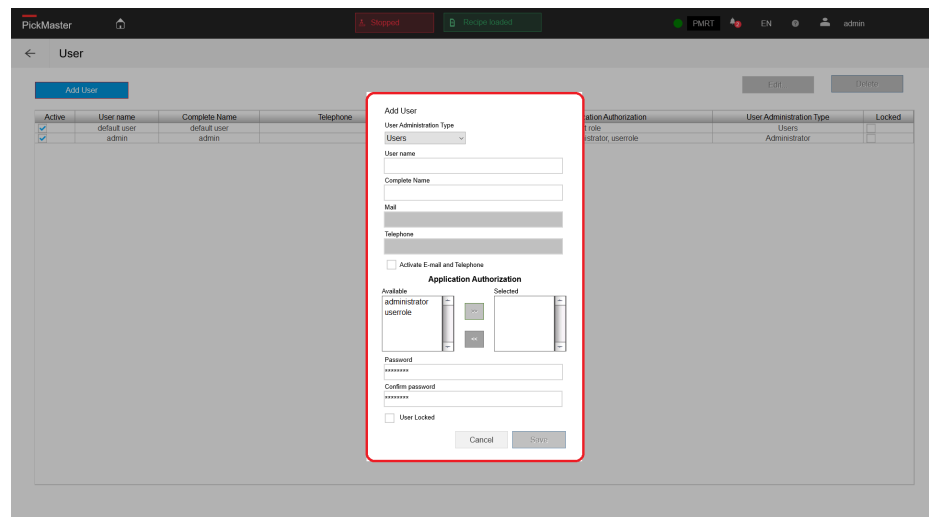 PickMaster
Stopped
Recipe loaded
PMRT
2
EN
admin
User
Add User
Edit
Delete
Active User name Complete Name Telephone cation Authorization User Administration Type Locked
default user default user t role Users
admin admin istrator, userrole Administrator
Add User
User Administration Type
Users
User name
Complete Name
Mail
Telephone
Activate E-mail and Telephone
Application Authorization
Available Selected
administrator
userrole
>>
<<
Password
********
Confirm password
********
User Locked
Cancel Save